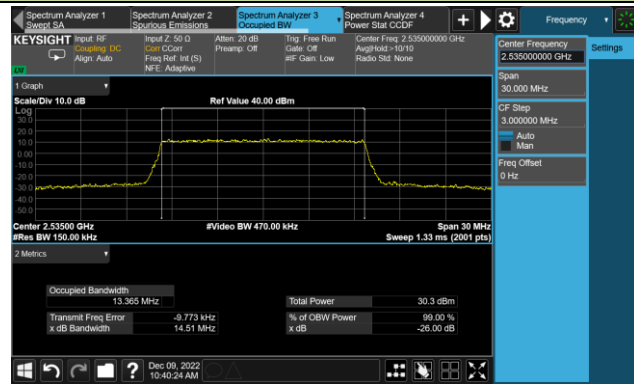 Spectrum Analyzer 1
Swept SA
Spectrum Analyzer 2
Spurious Emissions
Spectrum Analyzer 3
Occupied BW
Spectrum Analyzer 4
Power Stat CCDF
Frequency
KEYSIGHT
Input: RF
Coupling: DC
Align: Auto
Input Z: 50 Ω
Corr CCorr
Freq Ref: Int (S)
NFE: Adaptive
Atten: 20 dB
Preamp: Off
Trig: Free Run
Gate: Off
#IF Gain: Low
Center Freq: 2.535000000 GHz
Avg|Hold:>10/10
Radio Std: None
Center Frequency
2.535000000 GHz
Settings
Span
30.000 MHz
CF Step
3.000000 MHz
Auto
Man
Freq Offset
0 Hz
1 Graph
Scale/Div 10.0 dB
Ref Value 40.00 dBm
Log
30.0
20.0
10.0
0.00
-10.0
-20.0
-30.0
-40.0
-50.0
Center 2.53500 GHz
#Video BW 470.00 kHz
Span 30 MHz
#Res BW 150.00 kHz
Sweep 1.33 ms (2001 pts)
2 Metrics
Occupied Bandwidth
13.365 MHz
Total Power 30.3 dBm
Transmit Freq Error -9.773 kHz
% of OBW Power 99.00 %
x dB Bandwidth 14.51 MHz
x dB -26.00 dB
Dec 09, 2022
10:40:24 AM